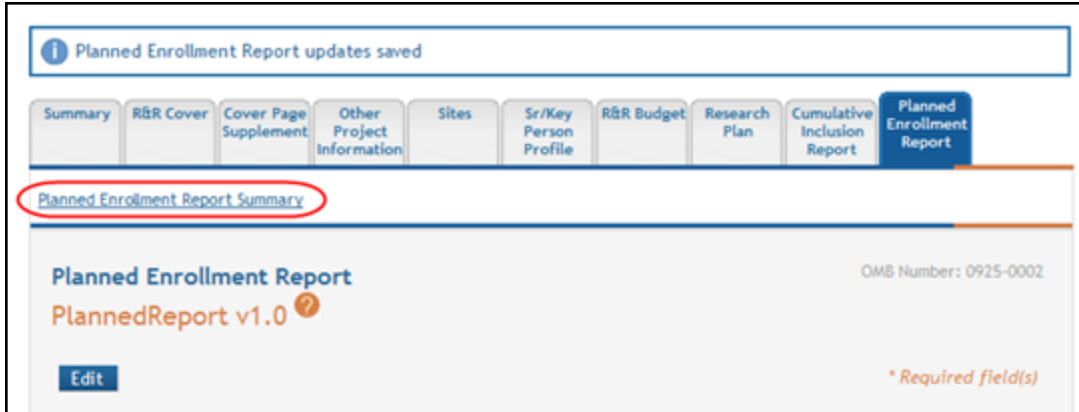 Planned Enrollment Report updates saved
Summary
R&R Cover
Cover Page
Supplement
Other
Project
Information
Sites
Sr/Key
Person
Profile
R&R Budget
Research
Plan
Cumulative
Inclusion
Report
Planned
Enrollment
Report
Planned Enrollment Report Summary
Planned Enrollment Report
OMB Number: 0925-0002
PlannedReport v1.0 ?
Edit
* Required field(s)